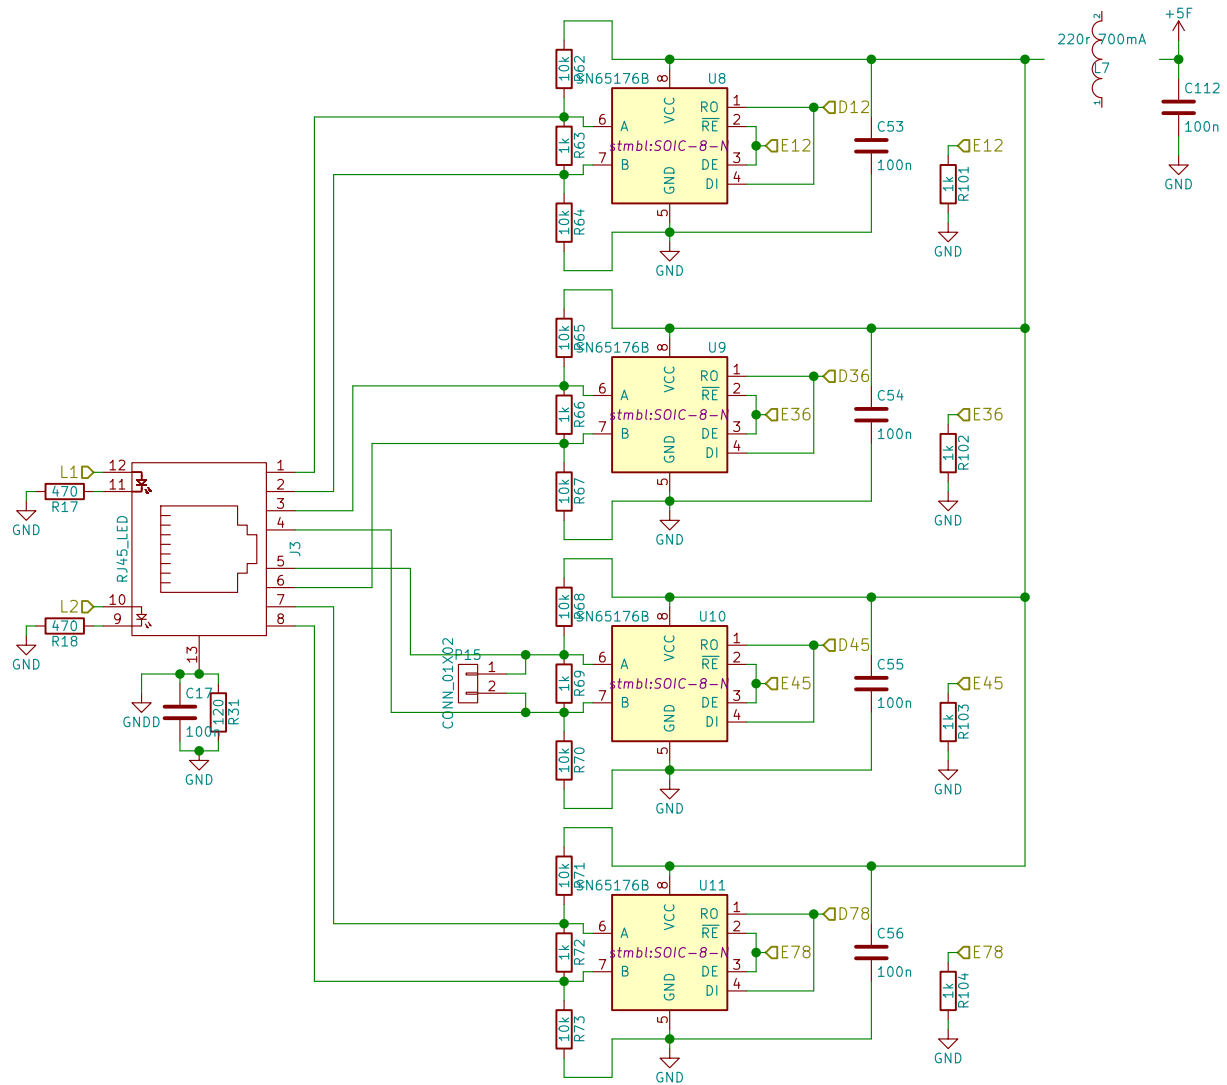 +5F
2
220r 700mA
L7
1
C112
100n
GND
10k
R62
SN65176B
U8
8
VCC
RO 1
D12
6 A
RE 2
1k
R63
stmbl:SOIC-8-N
E12
7 B
DE 3
GND
DI 4
10k
R64
5
GND
C53
100n
E12
1k
R101
GND
10k
R65
SN65176B
U9
8
VCC
RO 1
D36
6 A
RE 2
1k
R66
stmbl:SOIC-8-N
E36
7 B
DE 3
GND
DI 4
10k
R67
5
GND
C54
100n
E36
1k
R102
GND
L1
12
11
470
R17
GND
RJ45_LED
J3
1
2
3
4
5
6
7
8
L2
10
9
470
R18
GND
13
GNDD
C17
100n
120
R31
GND
P15
CONN_01X02
1
2
10k
R68
SN65176B
U10
8
VCC
RO 1
D45
6 A
RE 2
1k
R69
stmbl:SOIC-8-N
E45
7 B
DE 3
GND
DI 4
10k
R70
5
GND
C55
100n
E45
1k
R103
GND
10k
R71
SN65176B
U11
8
VCC
RO 1
D78
6 A
RE 2
1k
R72
stmbl:SOIC-8-N
E78
7 B
DE 3
GND
DI 4
10k
R73
5
GND
C56
100n
E78
1k
R104
GND